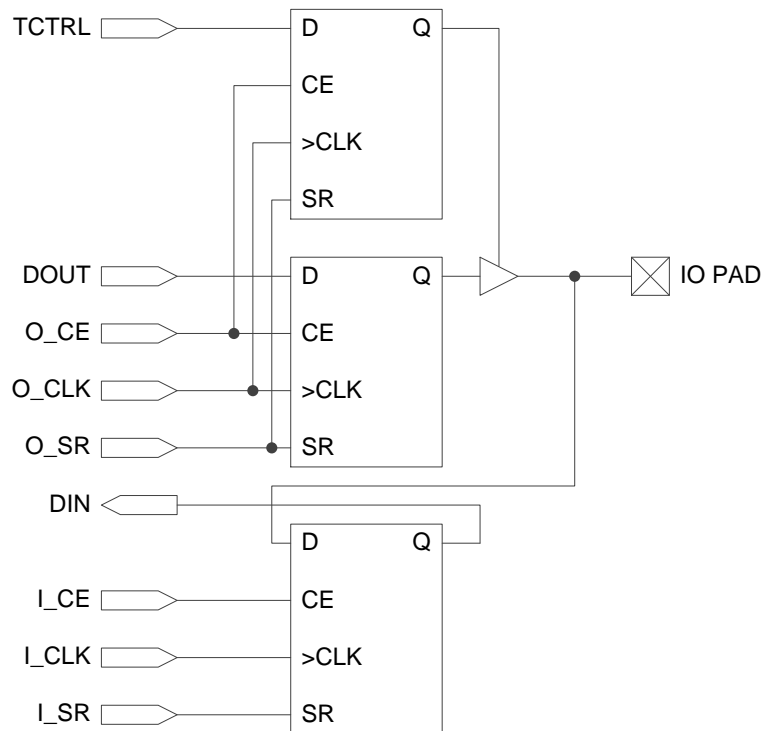 TCTRL
D Q
CE
>CLK
SR
DOUT
D Q
IO PAD
O_CE
CE
O_CLK
>CLK
O_SR
SR
DIN
D Q
I_CE
CE
I_CLK
>CLK
I_SR
SR